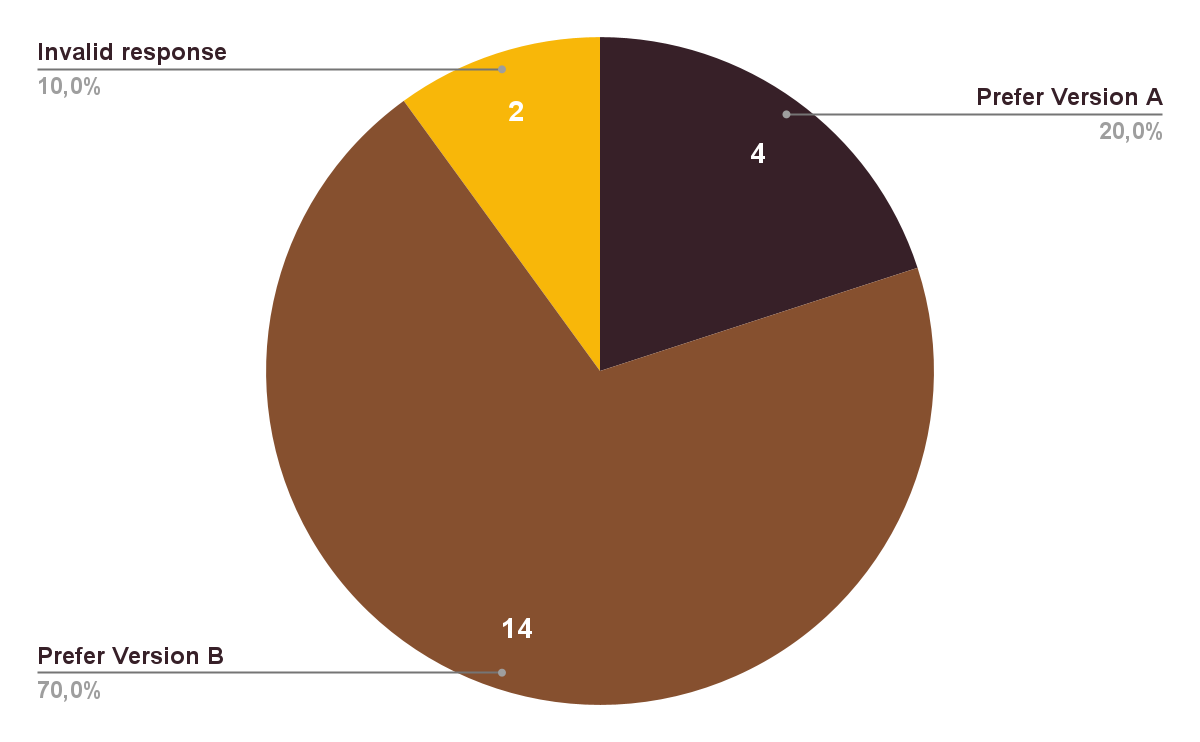 Invalid response
10,0%
2
Prefer Version A
20,0%
4
14
Prefer Version B
70,0%